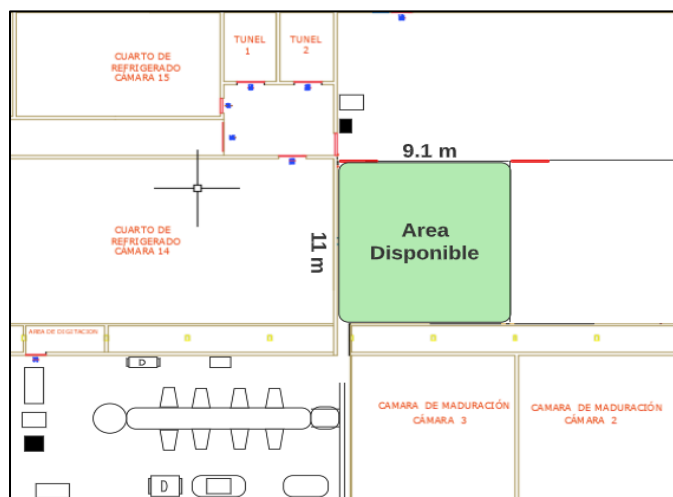 CUARTO DE
REFRIGERADO
CÁMARA 15
TUNEL
1
TUNEL
2
9.1 m
11 m
Area
Disponible
CUARTO DE
REFRIGERADO
CÁMARA 14
AREA DE DIGITACION
D
CAMARA DE MADURACIÓN
CÁMARA 3
CAMARA DE MADURACIÓN
CÁMARA 2
D